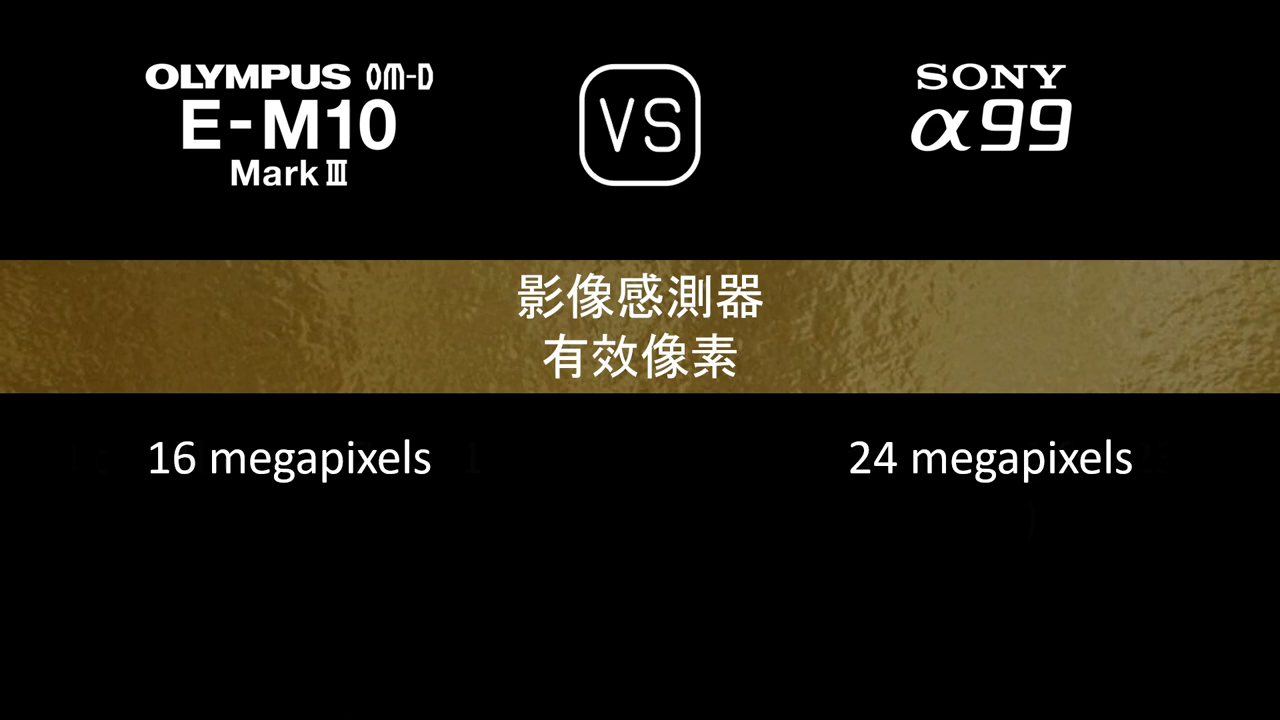 OLYMPUS OM-D
E-M10
Mark III
VS
SONY
α99
影像感測器
有效像素
16 megapixels
24 megapixels